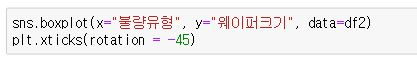 sns.boxplot(x="불량유형", y="웨이퍼크기", data=df2)
plt.xticks(rotation = -45)